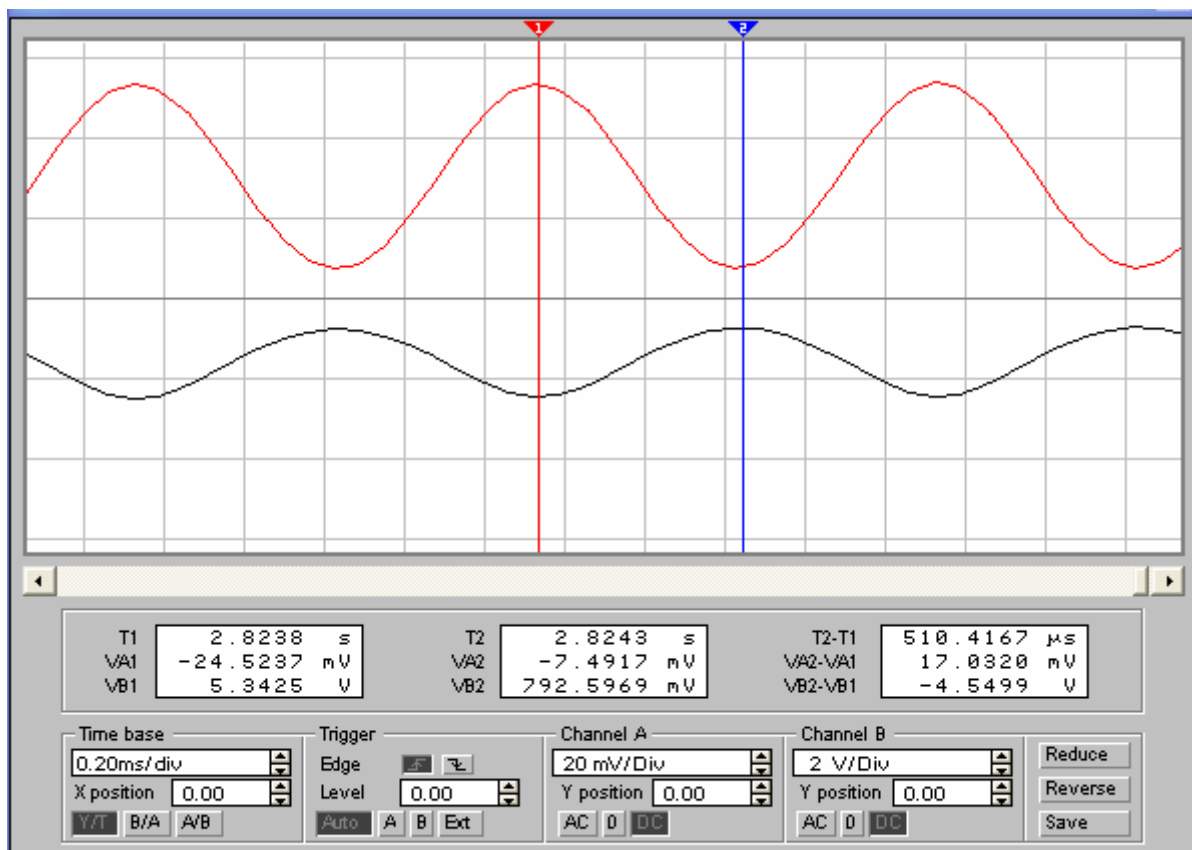 1 2
T1 2.8238 s T2 2.8243 s T2-T1 510.4167 µs
VA1 -24.5237 mV VA2 -7.4917 mV VA2-VA1 17.0320 mV
VB1 5.3425 V VB2 792.5969 mV VB2-VB1 -4.5499 V
Time base Trigger Channel A Channel B
0.20ms/div Edge 20 mV/Div 2 V/Div Reduce
X position 0.00 Level 0.00 Y position 0.00 Y position 0.00 Reverse
Y/T B/A A/B Auto A B Ext AC 0 DC AC 0 DC Save